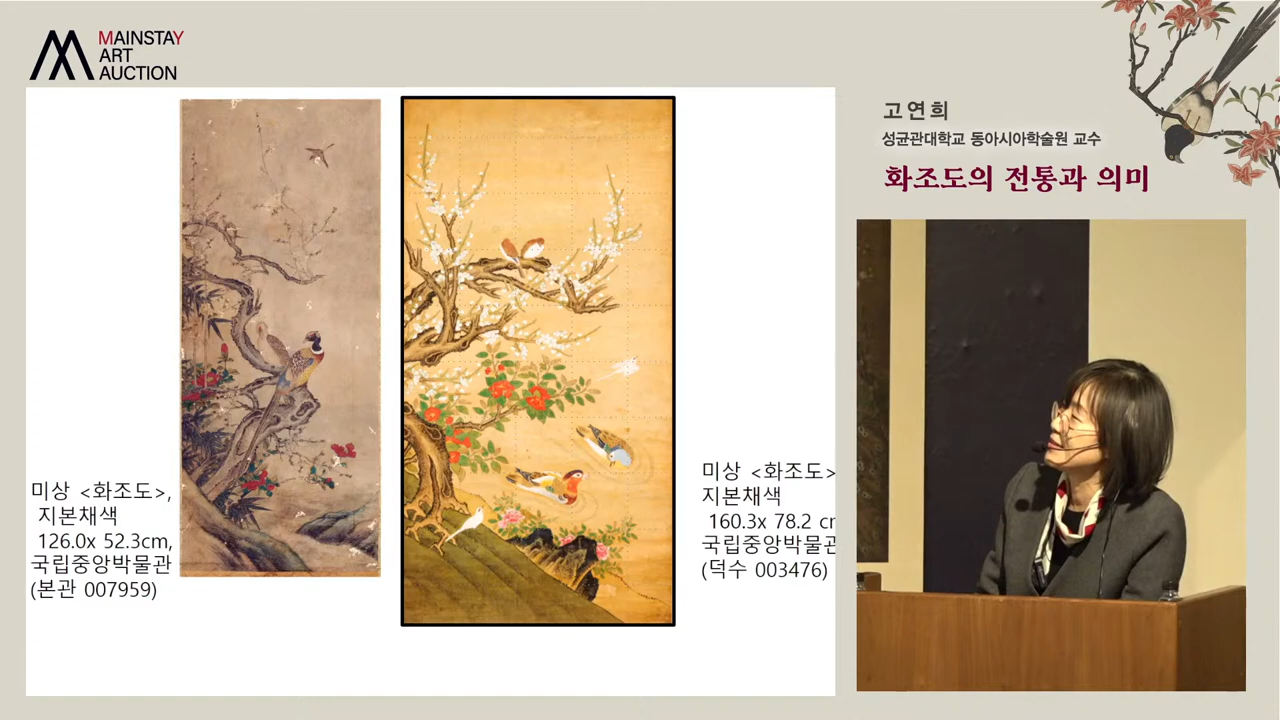 MAINSTAY
ART
AUCTION
고연희
성균관대학교 동아시아학술원 교수
화조도의 전통과 의미
미상 <화조도>,
지본채색
126.0x 52.3cm,
국립중앙박물관
(본관 007959)
미상 <화조도>
지본채색
160.3x 78.2
국립중앙박물관
(덕수 003476)